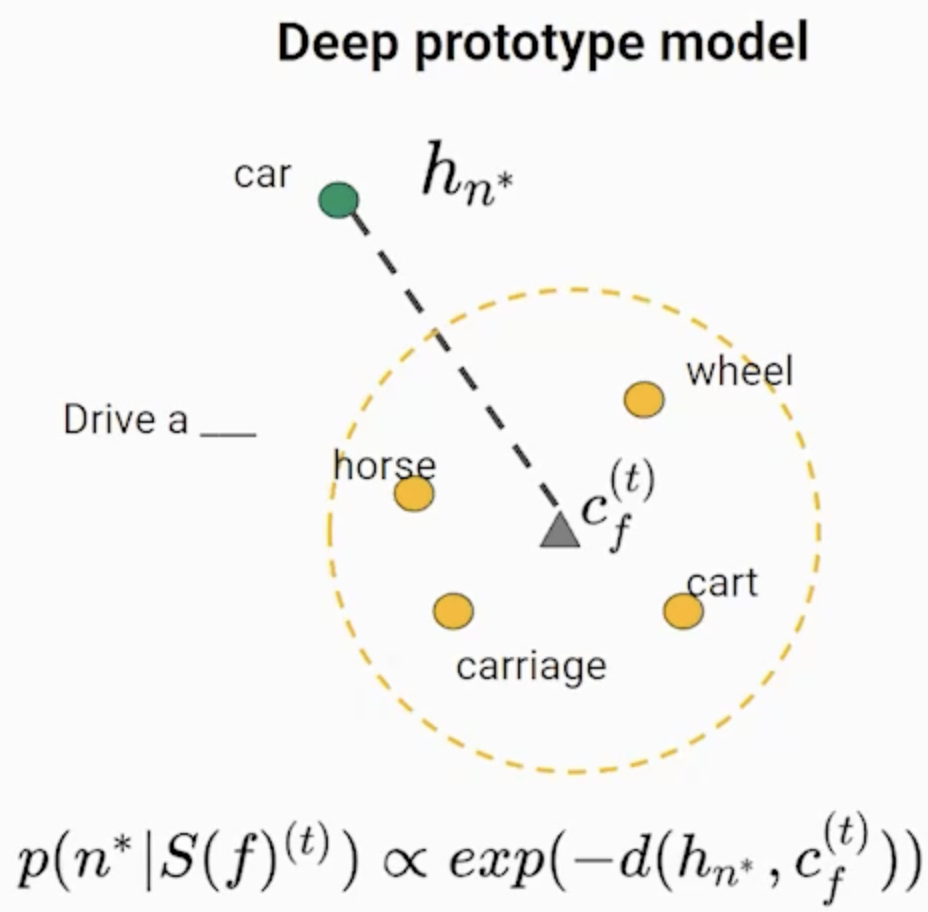 Deep prototype model
car
h_{n^*}
wheel
Drive a ___
horse
c_f^{(t)}
cart
carriage
p(n^*|S(f)^{(t)}) ∝ exp(-d(h_{n^*}, c_f^{(t)}))